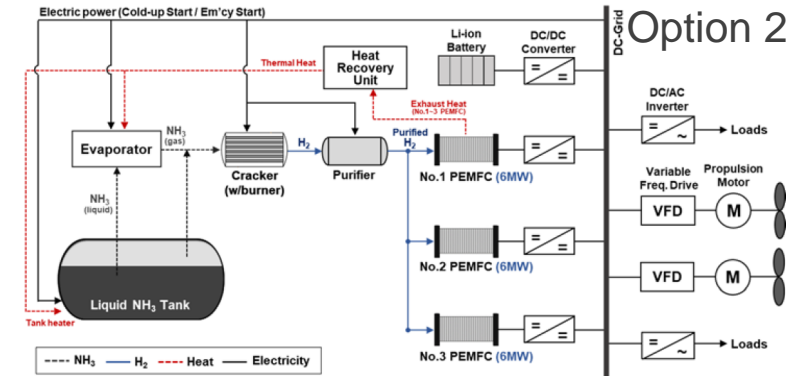 Electric power (Cold-up Start / Em'cy Start)
DC-Grid
Option 2
Li-ion
Battery
DC/DC
Converter
=
=
Thermal Heat
Heat
Recovery
Unit
Exhaust Heat
(No.1~3 PEMFC)
DC/AC
Inverter
=
~
Loads
Evaporator
NH₃
(gas)
Cracker
(w/burner)
H₂
Purifier
Purified
H₂
No.1 PEMFC (6MW)
=
=
NH₃
(liquid)
Variable
Freq. Drive
Propulsion
Motor
VFD
M
No.2 PEMFC (6MW)
=
=
VFD
M
Liquid NH₃ Tank
Tank heater
No.3 PEMFC (6MW)
=
=
=
~
Loads
NH₃
H₂
Heat
Electricity